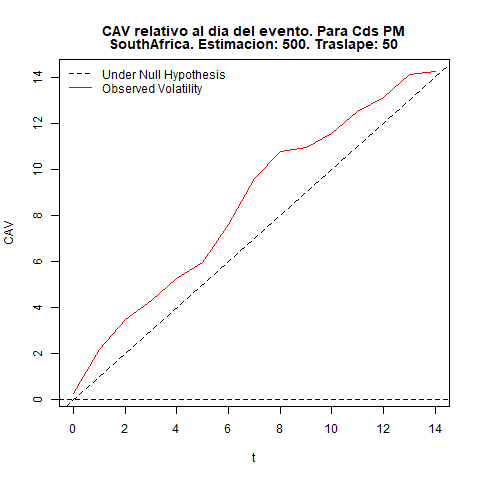 CAV relativo al dia del evento. Para Cds PM
SouthAfrica. Estimacion: 500. Traslape: 50
Under Null Hypothesis
Observed Volatility
CAV
14
12
10
8
6
4
2
0
0 2 4 6 8 10 12 14
t